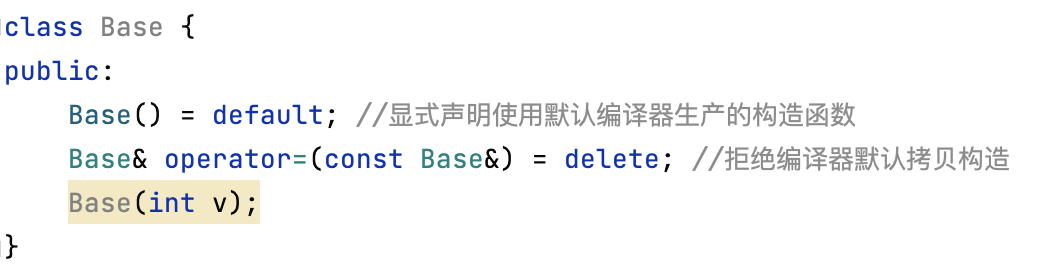 class Base {
public:
    Base() = default; //显式声明使用默认编译器生产的构造函数
    Base& operator=(const Base&) = delete; //拒绝编译器默认拷贝构造
    Base(int v);
}